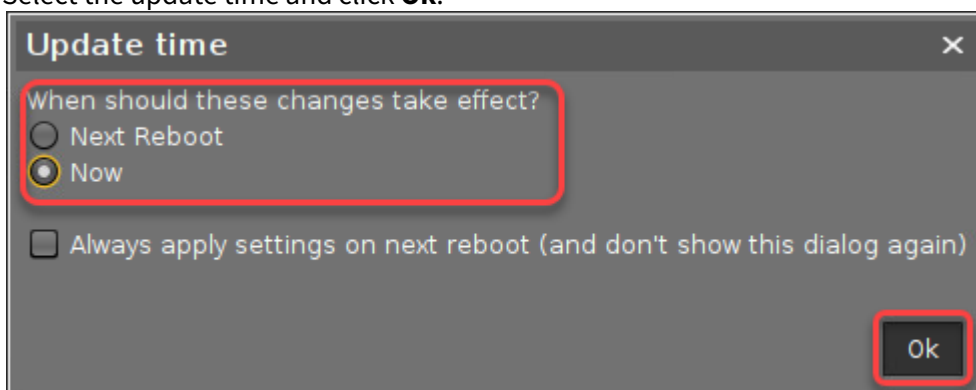 Select the update time and click Ok.
Update time
When should these changes take effect?
Next Reboot
Now
Always apply settings on next reboot (and don't show this dialog again)
Ok